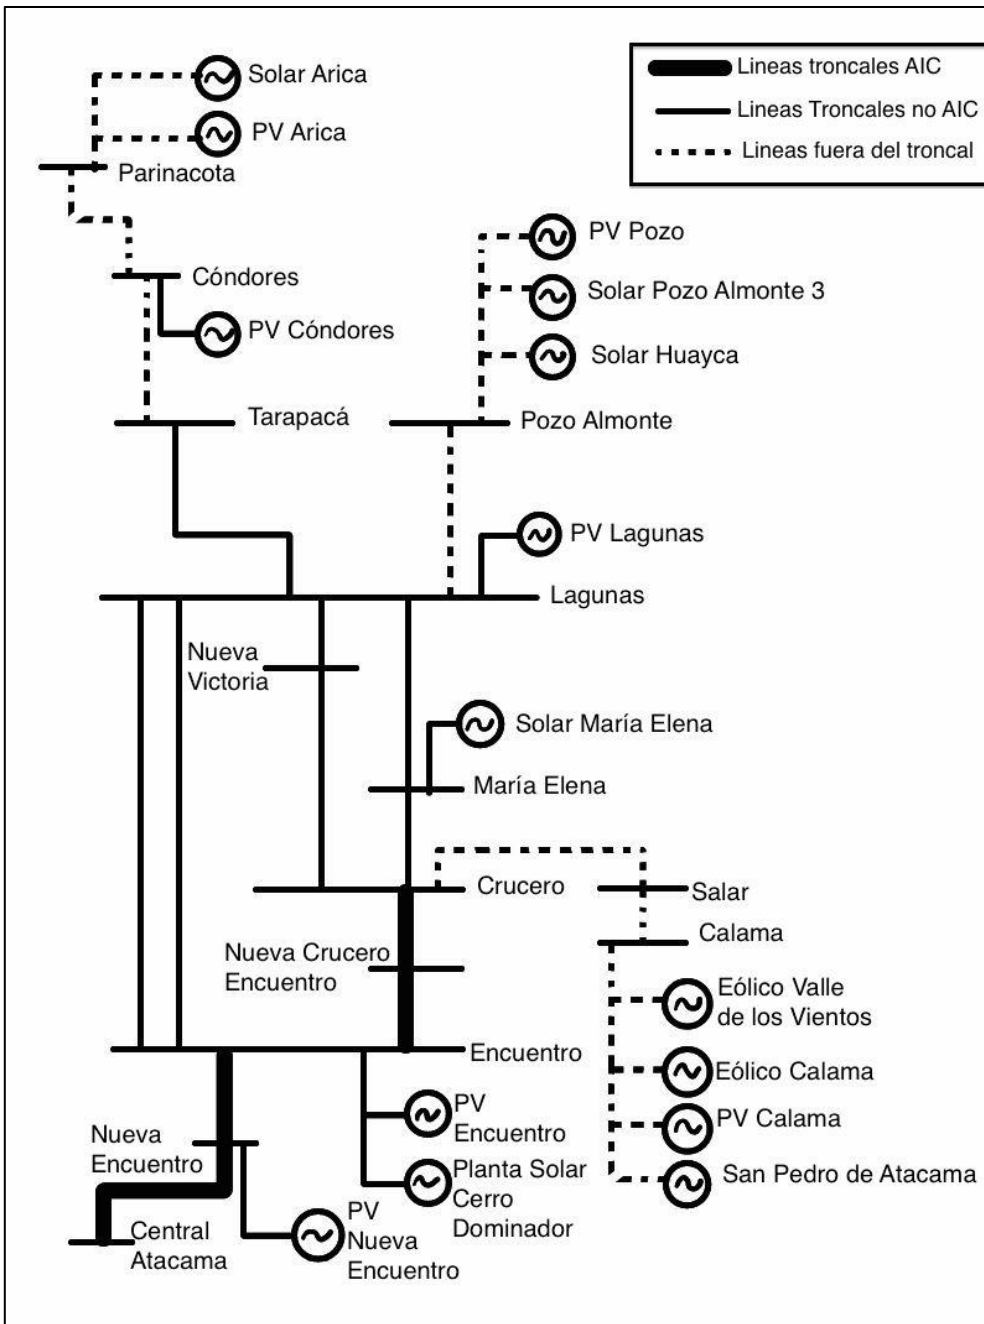 Solar Arica
PV Arica
Parinacota
Lineas troncales AIC
Lineas Troncales no AIC
Lineas fuera del troncal
Cóndores
PV Cóndores
PV Pozo
Solar Pozo Almonte 3
Solar Huayca
Tarapacá
Pozo Almonte
PV Lagunas
Lagunas
Nueva
Victoria
Solar María Elena
María Elena
Crucero
Salar
Calama
Nueva Crucero
Encuentro
Eólico Valle
de los Vientos
Encuentro
Eólico Calama
PV Calama
San Pedro de Atacama
PV
Encuentro
Nueva
Encuentro
Planta Solar
Cerro
Dominador
Central
Atacama
PV
Nueva
Encuentro